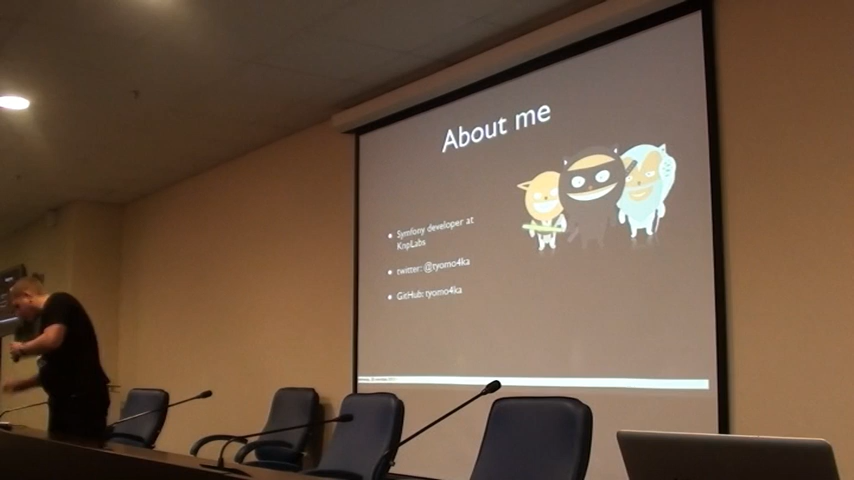 About me
Symfony developer at
KnpLabs
twitter: @tyomo4ka
GitHub: tyomo4ka